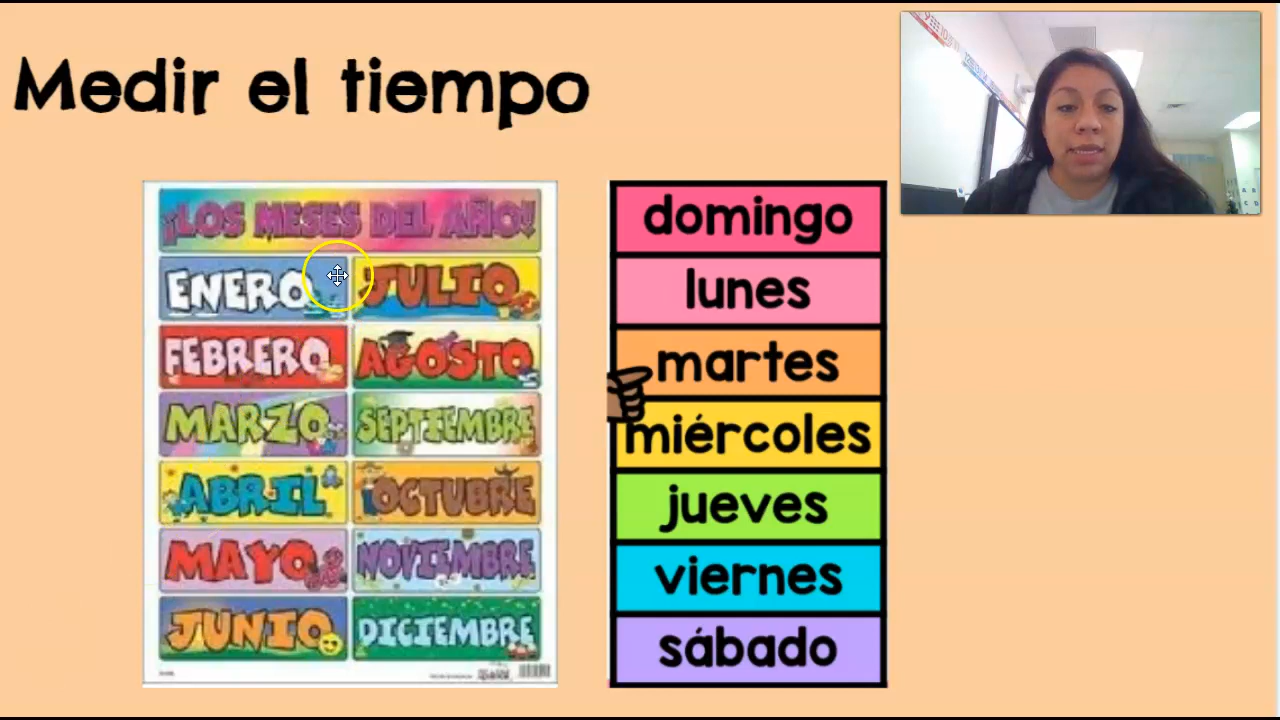 Medir el tiempo
¡LOS MESES DEL AÑO!
ENERO
JULIO
FEBRERO
AGOSTO
MARZO
SEPTIEMBRE
ABRIL
OCTUBRE
MAYO
NOVIEMBRE
JUNIO
DICIEMBRE
domingo
lunes
martes
miércoles
jueves
viernes
sábado